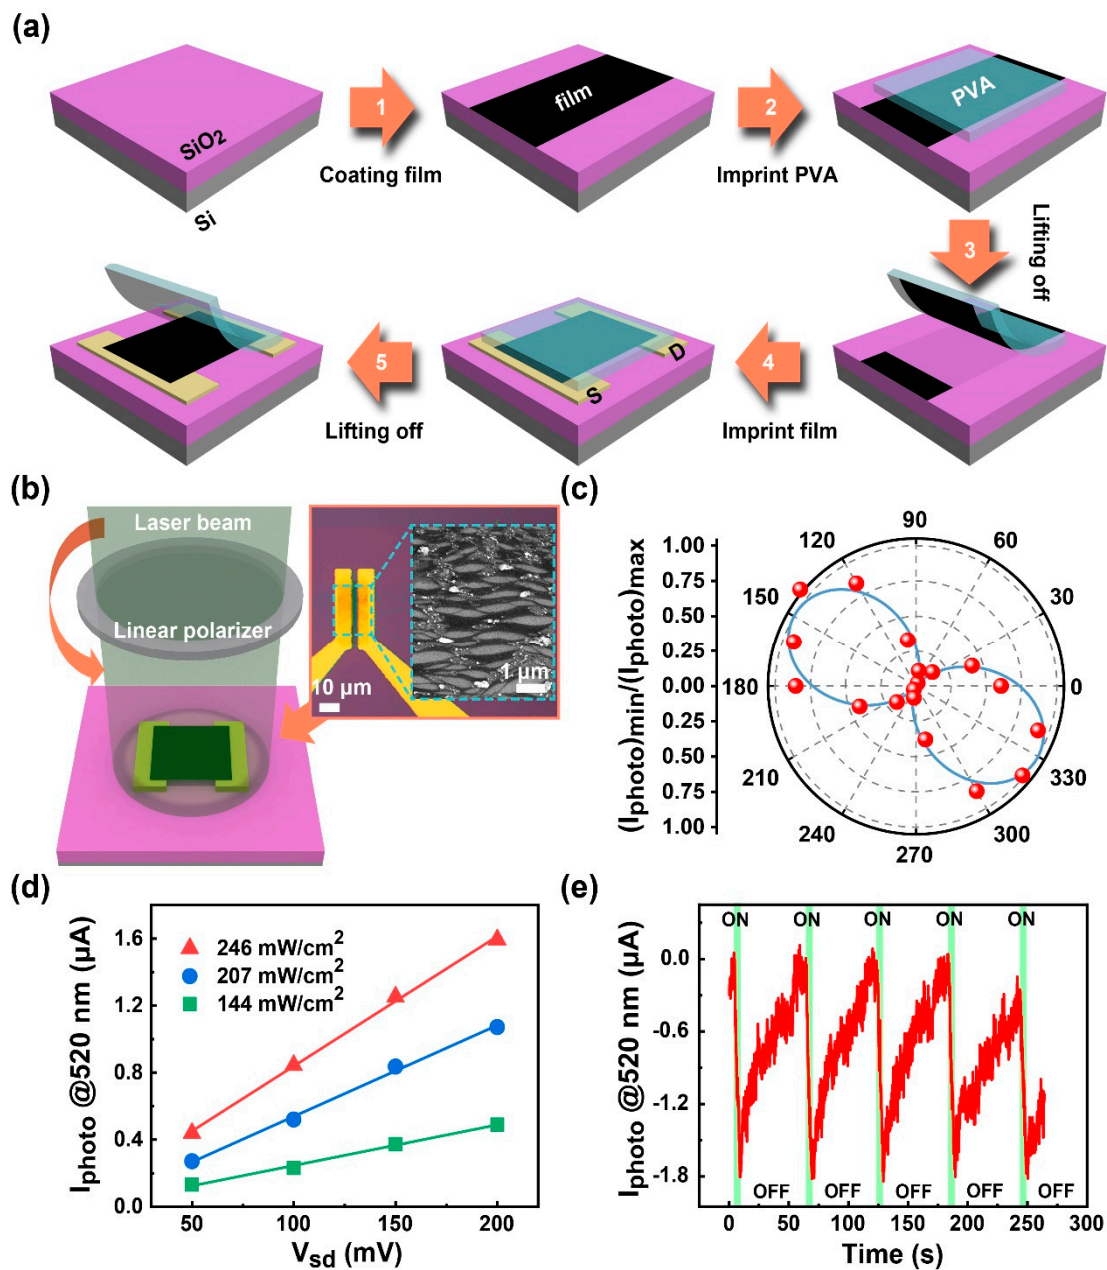 (a)
SiO2
Si
1
Coating film
film
2
Imprint PVA
PVA
3
Lifting off
D
S
5
Lifting off
4
Imprint film
(b)
Laser beam
Linear polarizer
10 μm
1 μm
(c)
(Iphoto)min/(Iphoto)max
1.00
0.75
0.50
0.25
0.00
0.25
0.50
0.75
1.00
90
120
60
150
30
180
0
210
330
240
300
270
(d)
Iphoto @520 nm (μA)
1.6
1.2
0.8
0.4
0.0
246 mW/cm2
207 mW/cm2
144 mW/cm2
50 100 150 200
Vsd (mV)
(e)
Iphoto @520 nm (μA)
0.0
-0.6
-1.2
-1.8
ON ON ON ON ON
OFF OFF OFF OFF OFF
0 50 100 150 200 250 300
Time (s)